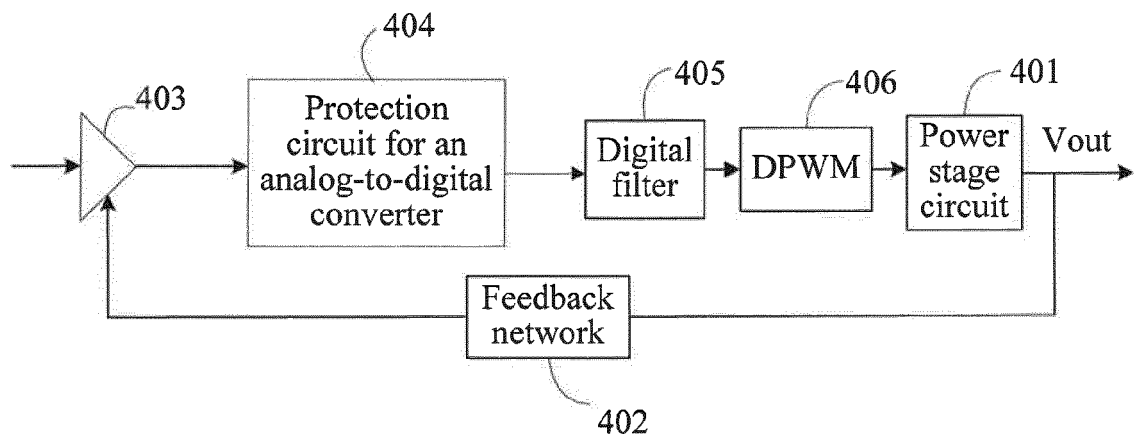 404
405
406
401
403
Protection
circuit for an
analog-to-digital
converter
Digital
filter
DPWM
Power
stage
circuit
Vout
Feedback
network
402